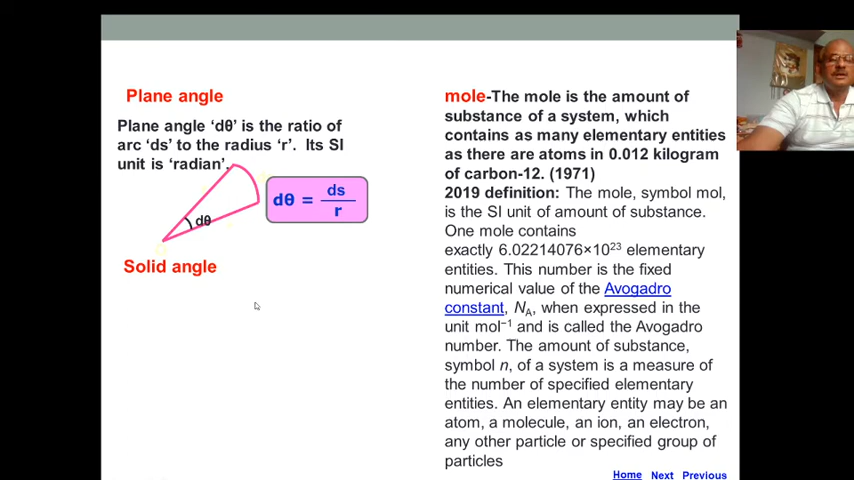 Plane angle
Plane angle ‘dθ’ is the ratio of
arc ‘ds’ to the radius ‘r’. Its SI
unit is ‘radian’.
dθ = ds/r
dθ
Solid angle
mole-The mole is the amount of
substance of a system, which
contains as many elementary entities
as there are atoms in 0.012 kilogram
of carbon-12. (1971)
2019 definition: The mole, symbol mol,
is the SI unit of amount of substance.
One mole contains
exactly 6.02214076×10²³ elementary
entities. This number is the fixed
numerical value of the Avogadro
constant, Nₐ, when expressed in the
unit mol⁻¹ and is called the Avogadro
number. The amount of substance,
symbol n, of a system is a measure of
the number of specified elementary
entities. An elementary entity may be an
atom, a molecule, an ion, an electron,
any other particle or specified group of
particles
Home Next Previous